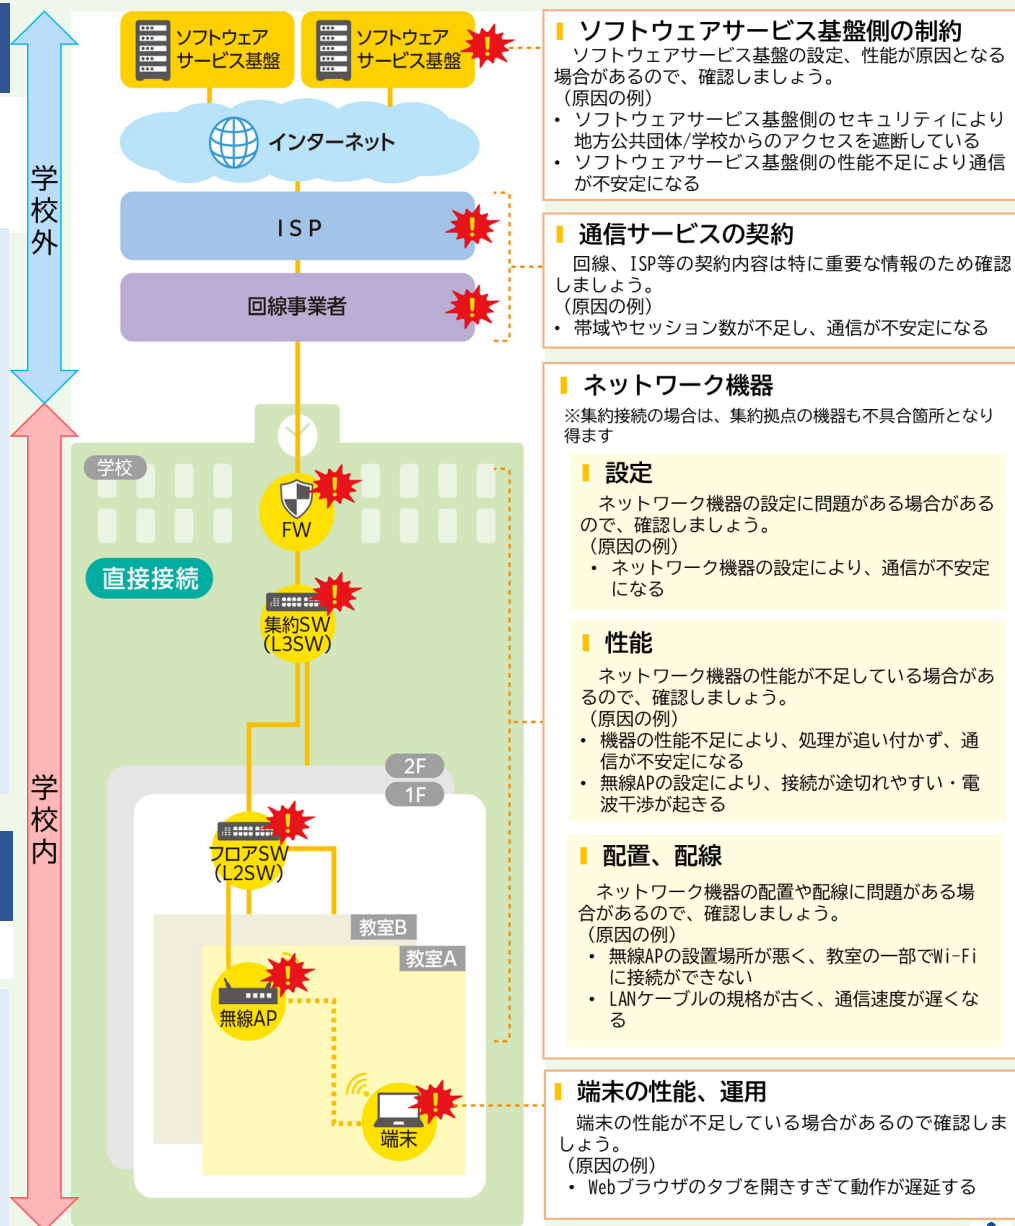 学校外
学校内
ソフトウェア
サービス基盤
ソフトウェア
サービス基盤
インターネット
ISP
回線事業者
学校
FW
直接接続
集約SW
(L3SW)
2F
1F
フロアSW
(L2SW)
教室B
教室A
無線AP
端末
ソフトウェアサービス基盤側の制約
ソフトウェアサービス基盤の設定、性能が原因となる
場合があるので、確認しましょう。
（原因の例）
・ ソフトウェアサービス基盤側のセキュリティにより
地方公共団体/学校からのアクセスを遮断している
・ ソフトウェアサービス基盤側の性能不足により通信
が不安定になる
通信サービスの契約
回線、ISP等の契約内容は特に重要な情報のため確認
しましょう。
（原因の例）
・ 帯域やセッション数が不足し、通信が不安定になる
ネットワーク機器
※集約接続の場合は、集約拠点の機器も不具合箇所となり
得ます
設定
ネットワーク機器の設定に問題がある場合がある
ので、確認しましょう。
（原因の例）
・ ネットワーク機器の設定により、通信が不安定
になる
性能
ネットワーク機器の性能が不足している場合があ
るので、確認しましょう。
（原因の例）
・ 機器の性能不足により、処理が追い付かず、通
信が不安定になる
・ 無線APの設定により、接続が途切れやすい・電
波干渉が起きる
配置、配線
ネットワーク機器の配置や配線に問題がある場
合があるので、確認しましょう。
（原因の例）
・ 無線APの設置場所が悪く、教室の一部でWi-Fi
に接続ができない
・ LANケーブルの規格が古く、通信速度が遅くな
る
端末の性能、運用
端末の性能が不足している場合があるので確認しま
しょう。
（原因の例）
・ Webブラウザのタブを開きすぎて動作が遅延する